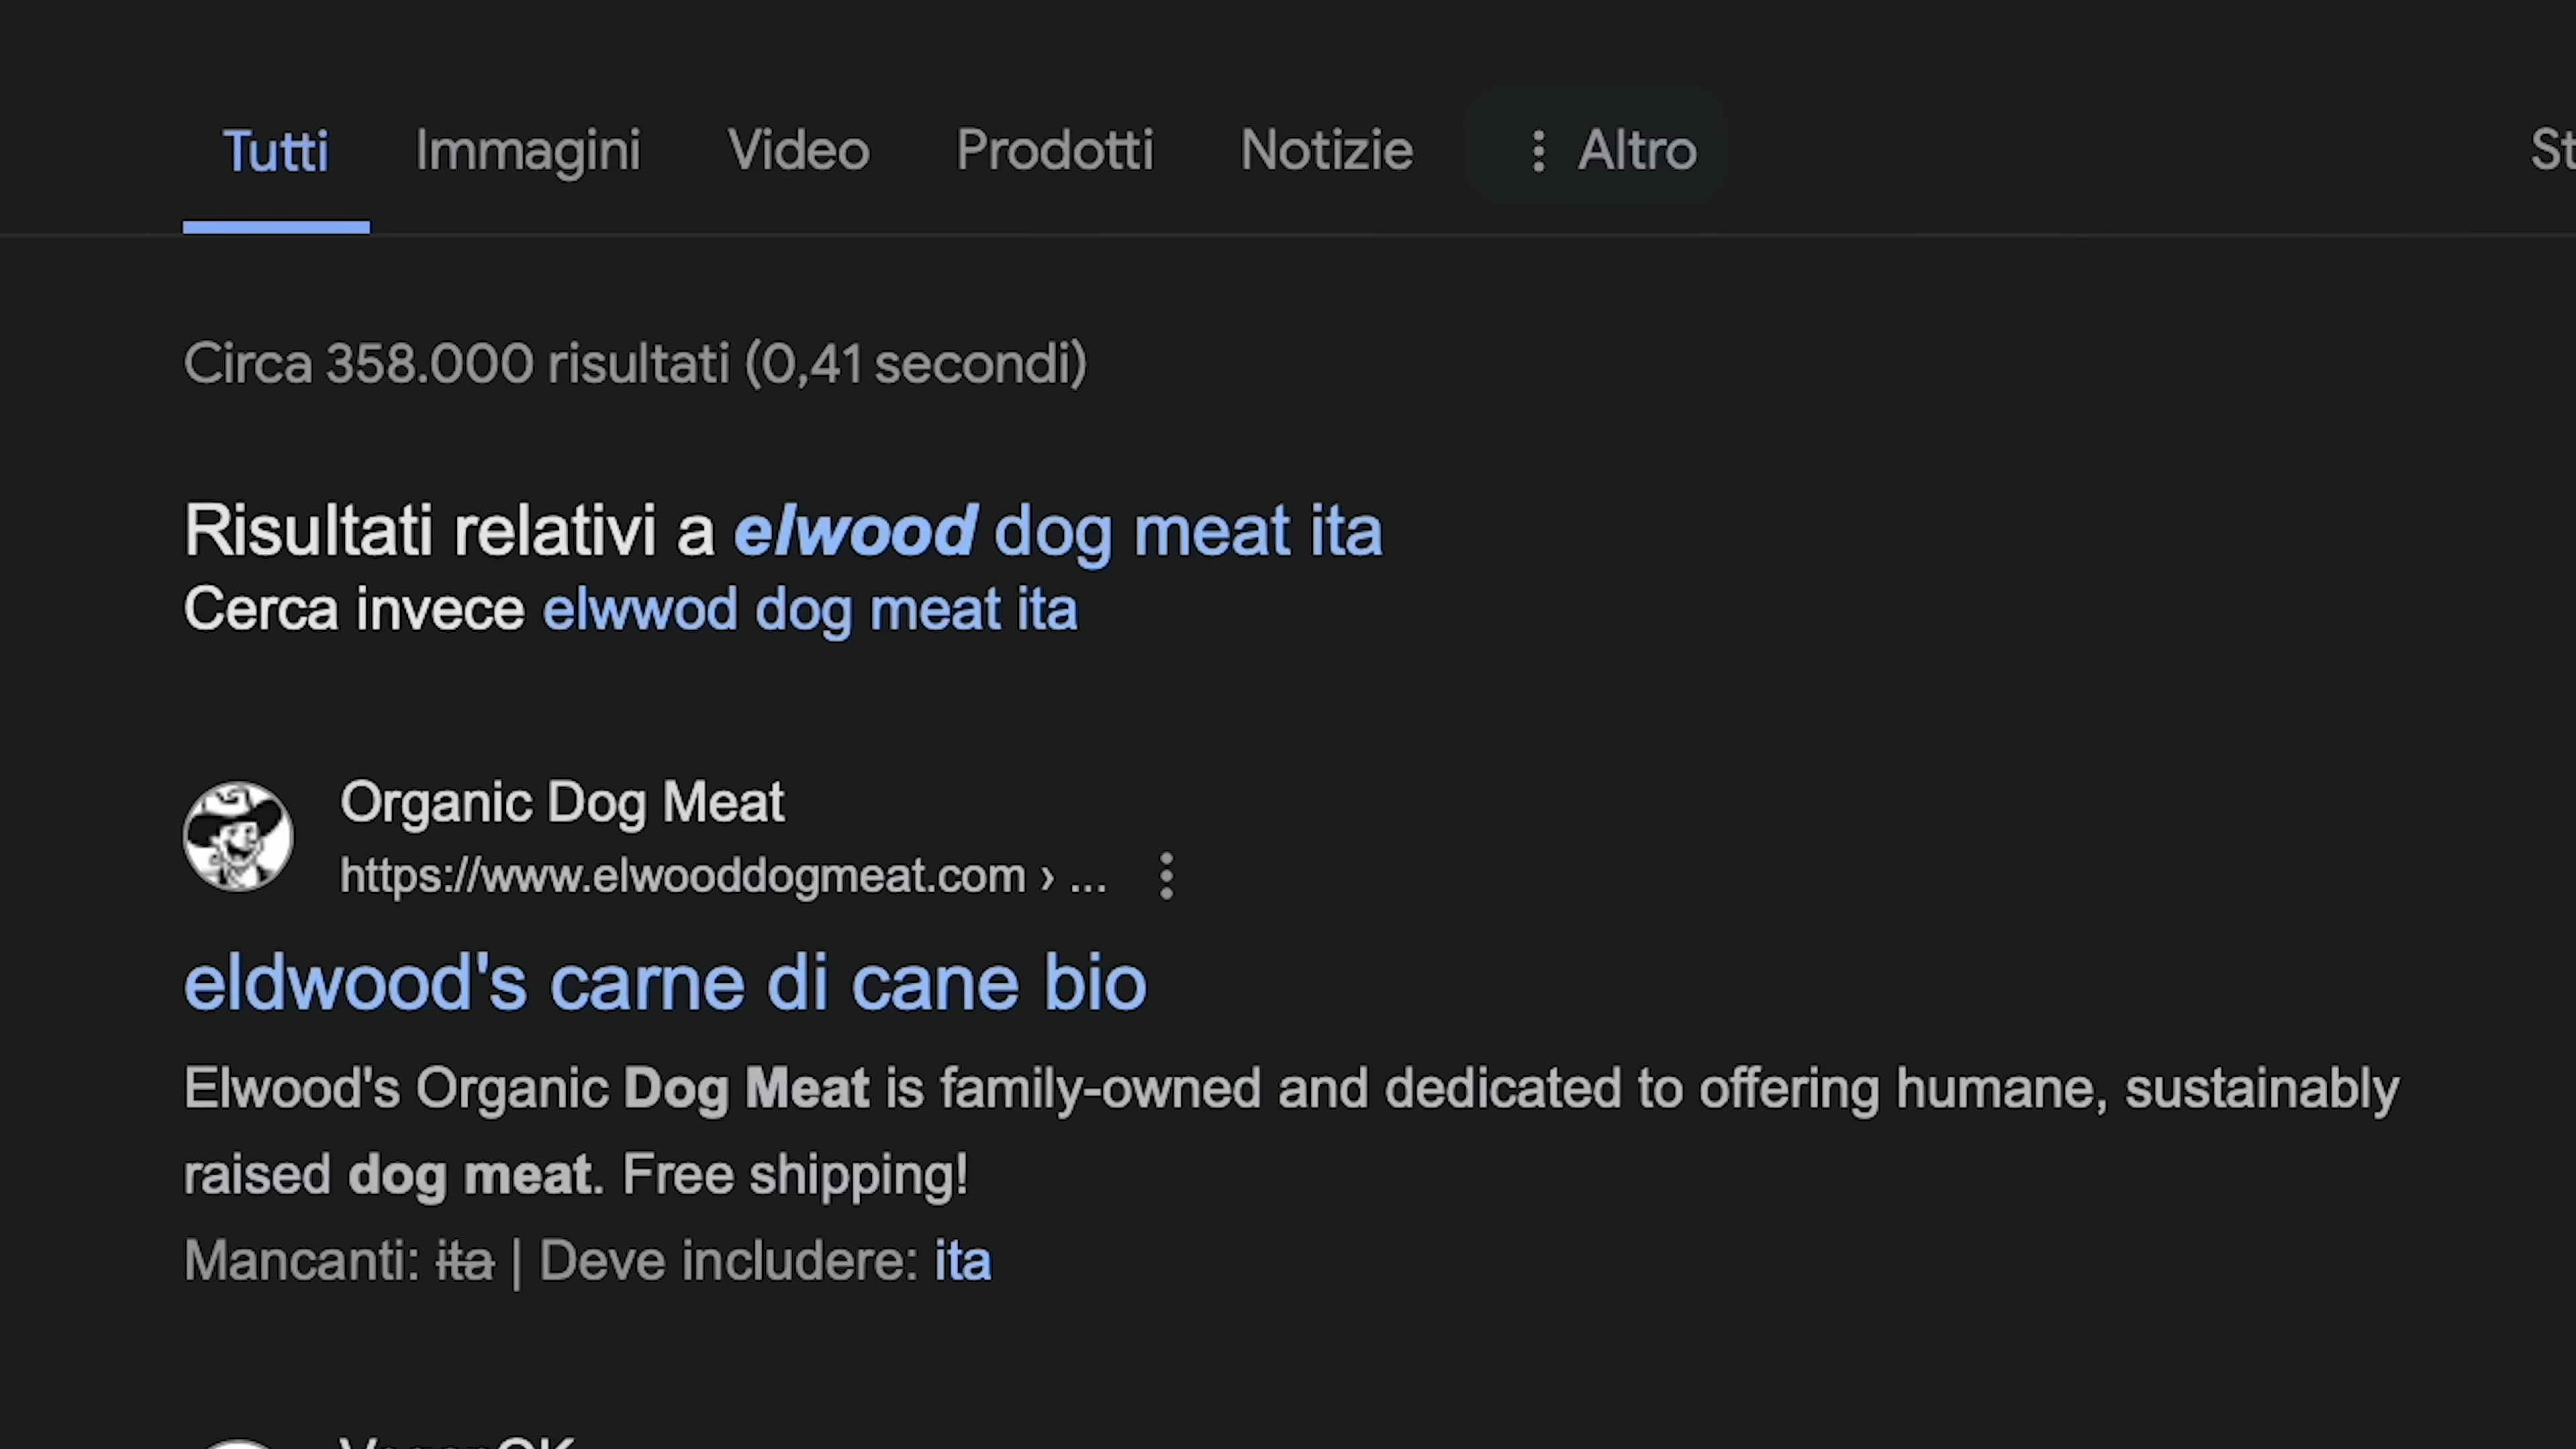 Tutti Immagini Video Prodotti Notizie Altro St
Circa 358.000 risultati (0,41 secondi)
Risultati relativi a elwood dog meat ita
Cerca invece elwwod dog meat ita
Organic Dog Meat
https://www.elwooddogmeat.com › ...
eldwood's carne di cane bio
Elwood's Organic Dog Meat is family-owned and dedicated to offering humane, sustainably
raised dog meat. Free shipping!
Mancanti: ita | Deve includere: ita